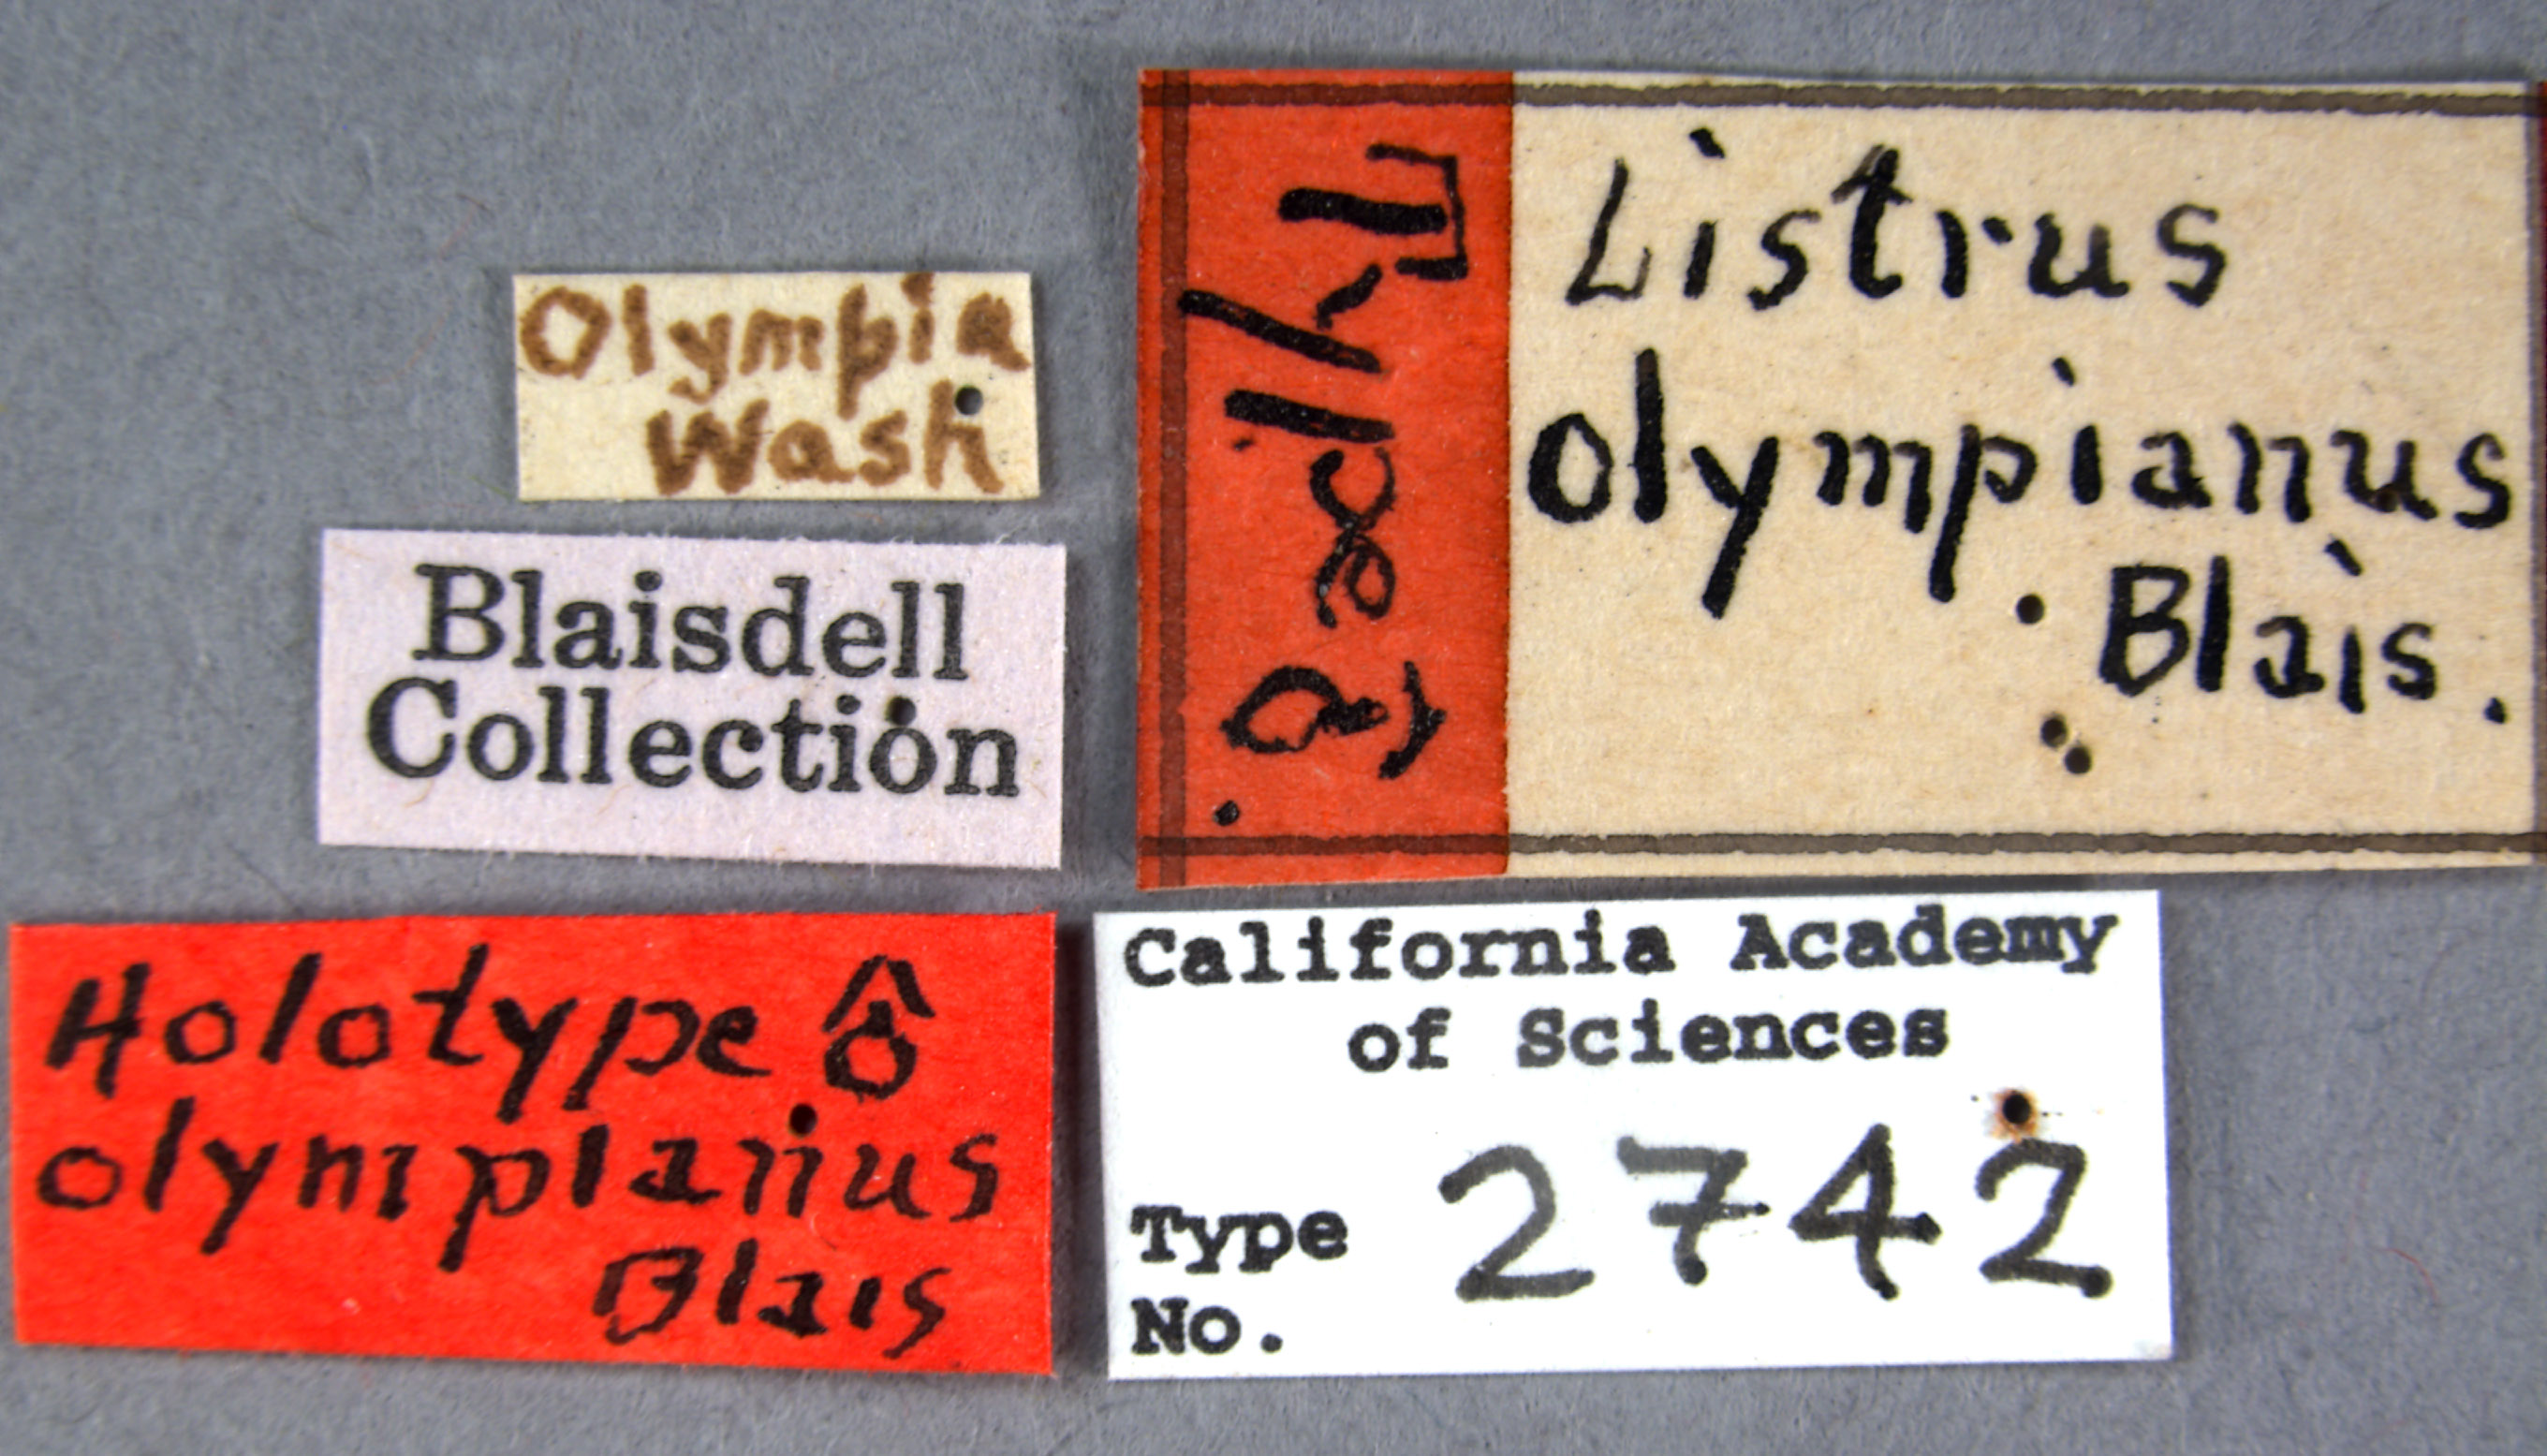 Olympia
Wash
Blaisdell
Collection
Holotype ♂
olympianus
Blais
Type ♂.
Listrus
olympianus
Blais.
California Academy
of Sciences
Type
No. 2742